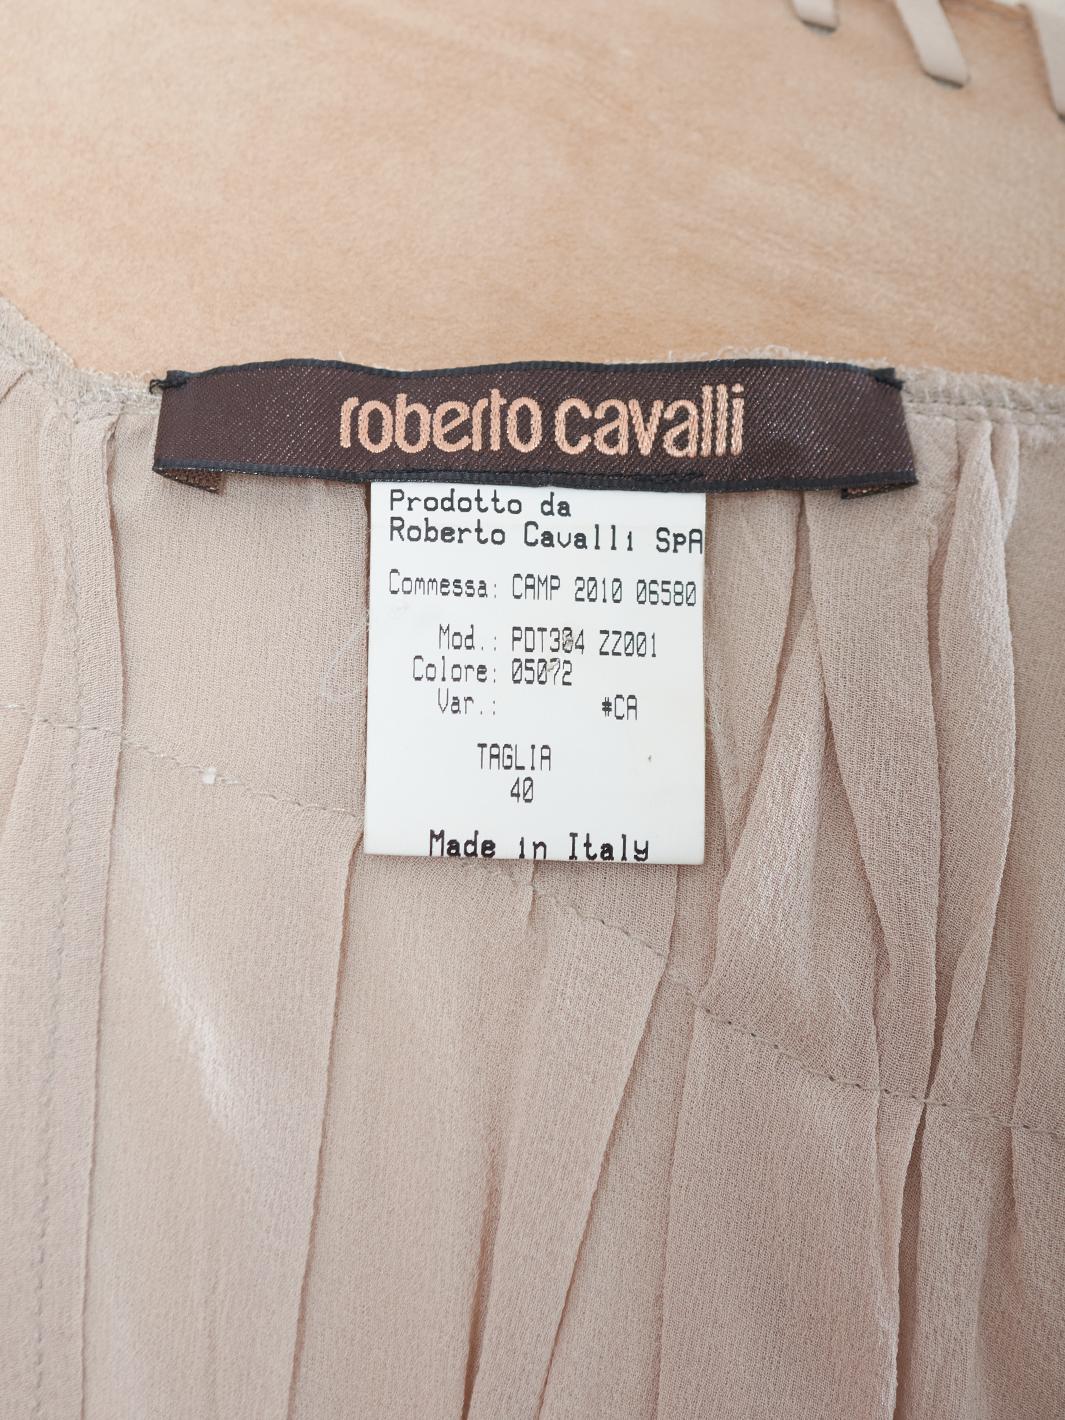 roberto cavalli
Prodotto da
Roberto Cavalli SpA
Commessa: CAMP 2010 06580
Mod.: PDT304 ZZ001
Colore: 05072
Var.: #CA
TAGLIA
40
Made in Italy